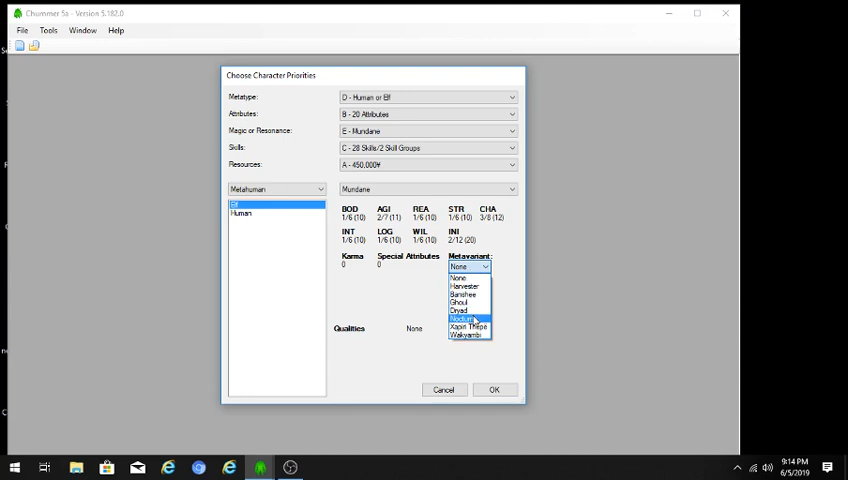 Chummer 5a - Version 5.182.0
File Tools Window Help
Choose Character Priorities
Metatype: D - Human or Elf
Attributes: B - 20 Attributes
Magic or Resonance: E - Mundane
Skills: C - 28 Skills/2 Skill Groups
Resources: A - 450,000¥
Metahuman Mundane
Elf
Human
BOD AGI REA STR CHA
1/6 (10) 2/7 (11) 1/6 (10) 1/6 (10) 3/8 (12)
INT LOG WIL INI
1/6 (10) 1/6 (10) 1/6 (10) 2/12 (20)
Karma Special Attributes Metavariant:
0 0 None
None
Harvester
Banshee
Ghoul
Dryad
Xapiri Thepe
Wakyambi
Qualities None
Cancel OK
9:14 PM
6/5/2019